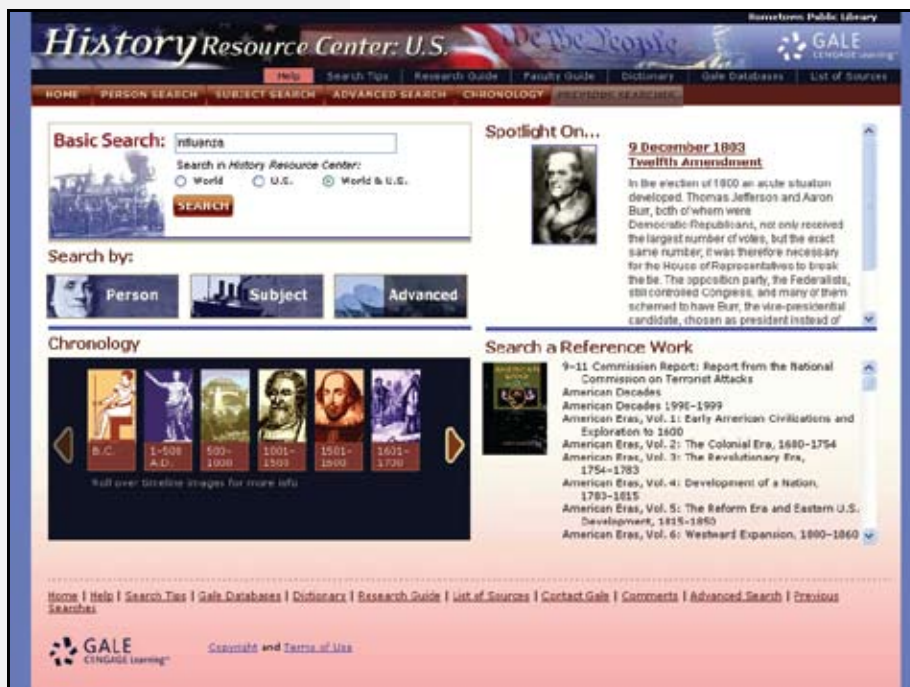 Hometown Public Library
History Resource Center: U.S.
We the People
GALE
CENGAGE Learning™
Help | Search Tips | Research Guide | Faculty Guide | Dictionary | Gale Databases | List of Sources
HOME PERSON SEARCH SUBJECT SEARCH ADVANCED SEARCH CHRONOLOGY PREVIOUS SEARCHES
Basic Search: influenza
Search in History Resource Center:
World U.S. World & U.S.
SEARCH
Search by:
Person Subject Advanced
Chronology
B.C.
1-500 A.D.
500-1000
1001-1500
1501-1600
1601-1700
Roll over timeline images for more info
Spotlight On...
9 December 1803
Twelfth Amendment
In the election of 1800 an acute situation
developed. Thomas Jefferson and Aaron
Burr, both of whom were
Democratic-Republicans, not only received
the largest number of votes, but the exact
same number; it was therefore necessary
for the House of Representatives to break
the tie. The opposition party, the Federalists,
still controlled Congress, and many of them
schemed to have Burr, the vice-presidential
candidate, chosen as president instead of
Search a Reference Work
9-11 Commission Report: Report from the National
Commission on Terrorist Attacks
American Decades
American Decades 1990-1999
American Eras, Vol. 1: Early American Civilizations and
Exploration to 1600
American Eras, Vol. 2: The Colonial Era, 1600-1754
American Eras, Vol. 3: The Revolutionary Era,
1754-1783
American Eras, Vol. 4: Development of a Nation,
1783-1815
American Eras, Vol. 5: The Reform Era and Eastern U.S.
Development, 1815-1850
American Eras, Vol. 6: Westward Expansion, 1800-1860
Home | Help | Search Tips | Gale Databases | Dictionary | Research Guide | List of Sources | Contact Gale | Comments | Advanced Search | Previous
Searches
GALE
CENGAGE Learning™
Copyright and Terms of Use